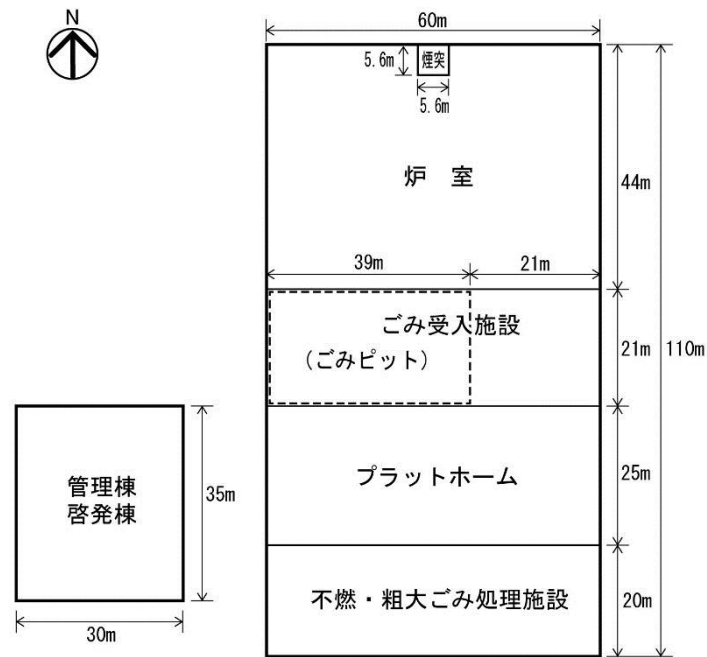 N
60m
5.6m
煙突
5.6m
炉 室
44m
39m
21m
ごみ受入施設
(ごみピット)
21m
110m
管理棟
啓発棟
35m
プラットホーム
25m
不燃・粗大ごみ処理施設
20m
30m